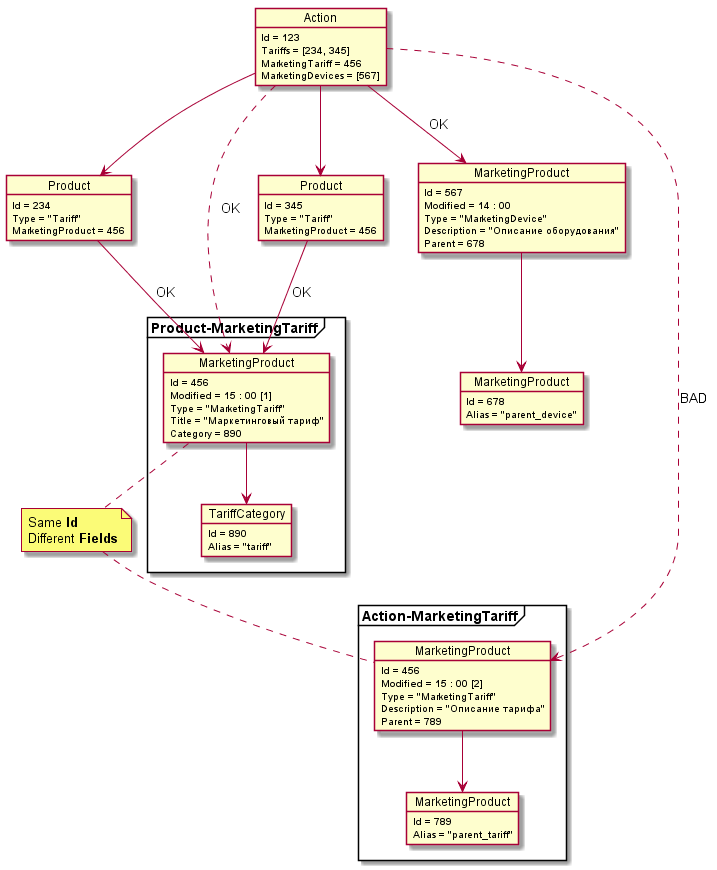 Action
Id = 123
Tariffs = [234, 345]
MarketingTariff = 456
MarketingDevices = [567]
OK
Product
Id = 234
Type = "Tariff"
MarketingProduct = 456
OK
Product
Id = 345
Type = "Tariff"
MarketingProduct = 456
MarketingProduct
Id = 567
Modified = 14 : 00
Type = "MarketingDevice"
Description = "Описание оборудования"
Parent = 678
OK
OK
Product-MarketingTariff
MarketingProduct
Id = 456
Modified = 15 : 00 [1]
Type = "MarketingTariff"
Title = "Маркетинговый тариф"
Category = 890
MarketingProduct
Id = 678
Alias = "parent_device"
BAD
TariffCategory
Id = 890
Alias = "tariff"
Same Id
Different Fields
Action-MarketingTariff
MarketingProduct
Id = 456
Modified = 15 : 00 [2]
Type = "MarketingTariff"
Description = "Описание тарифа"
Parent = 789
MarketingProduct
Id = 789
Alias = "parent_tariff"